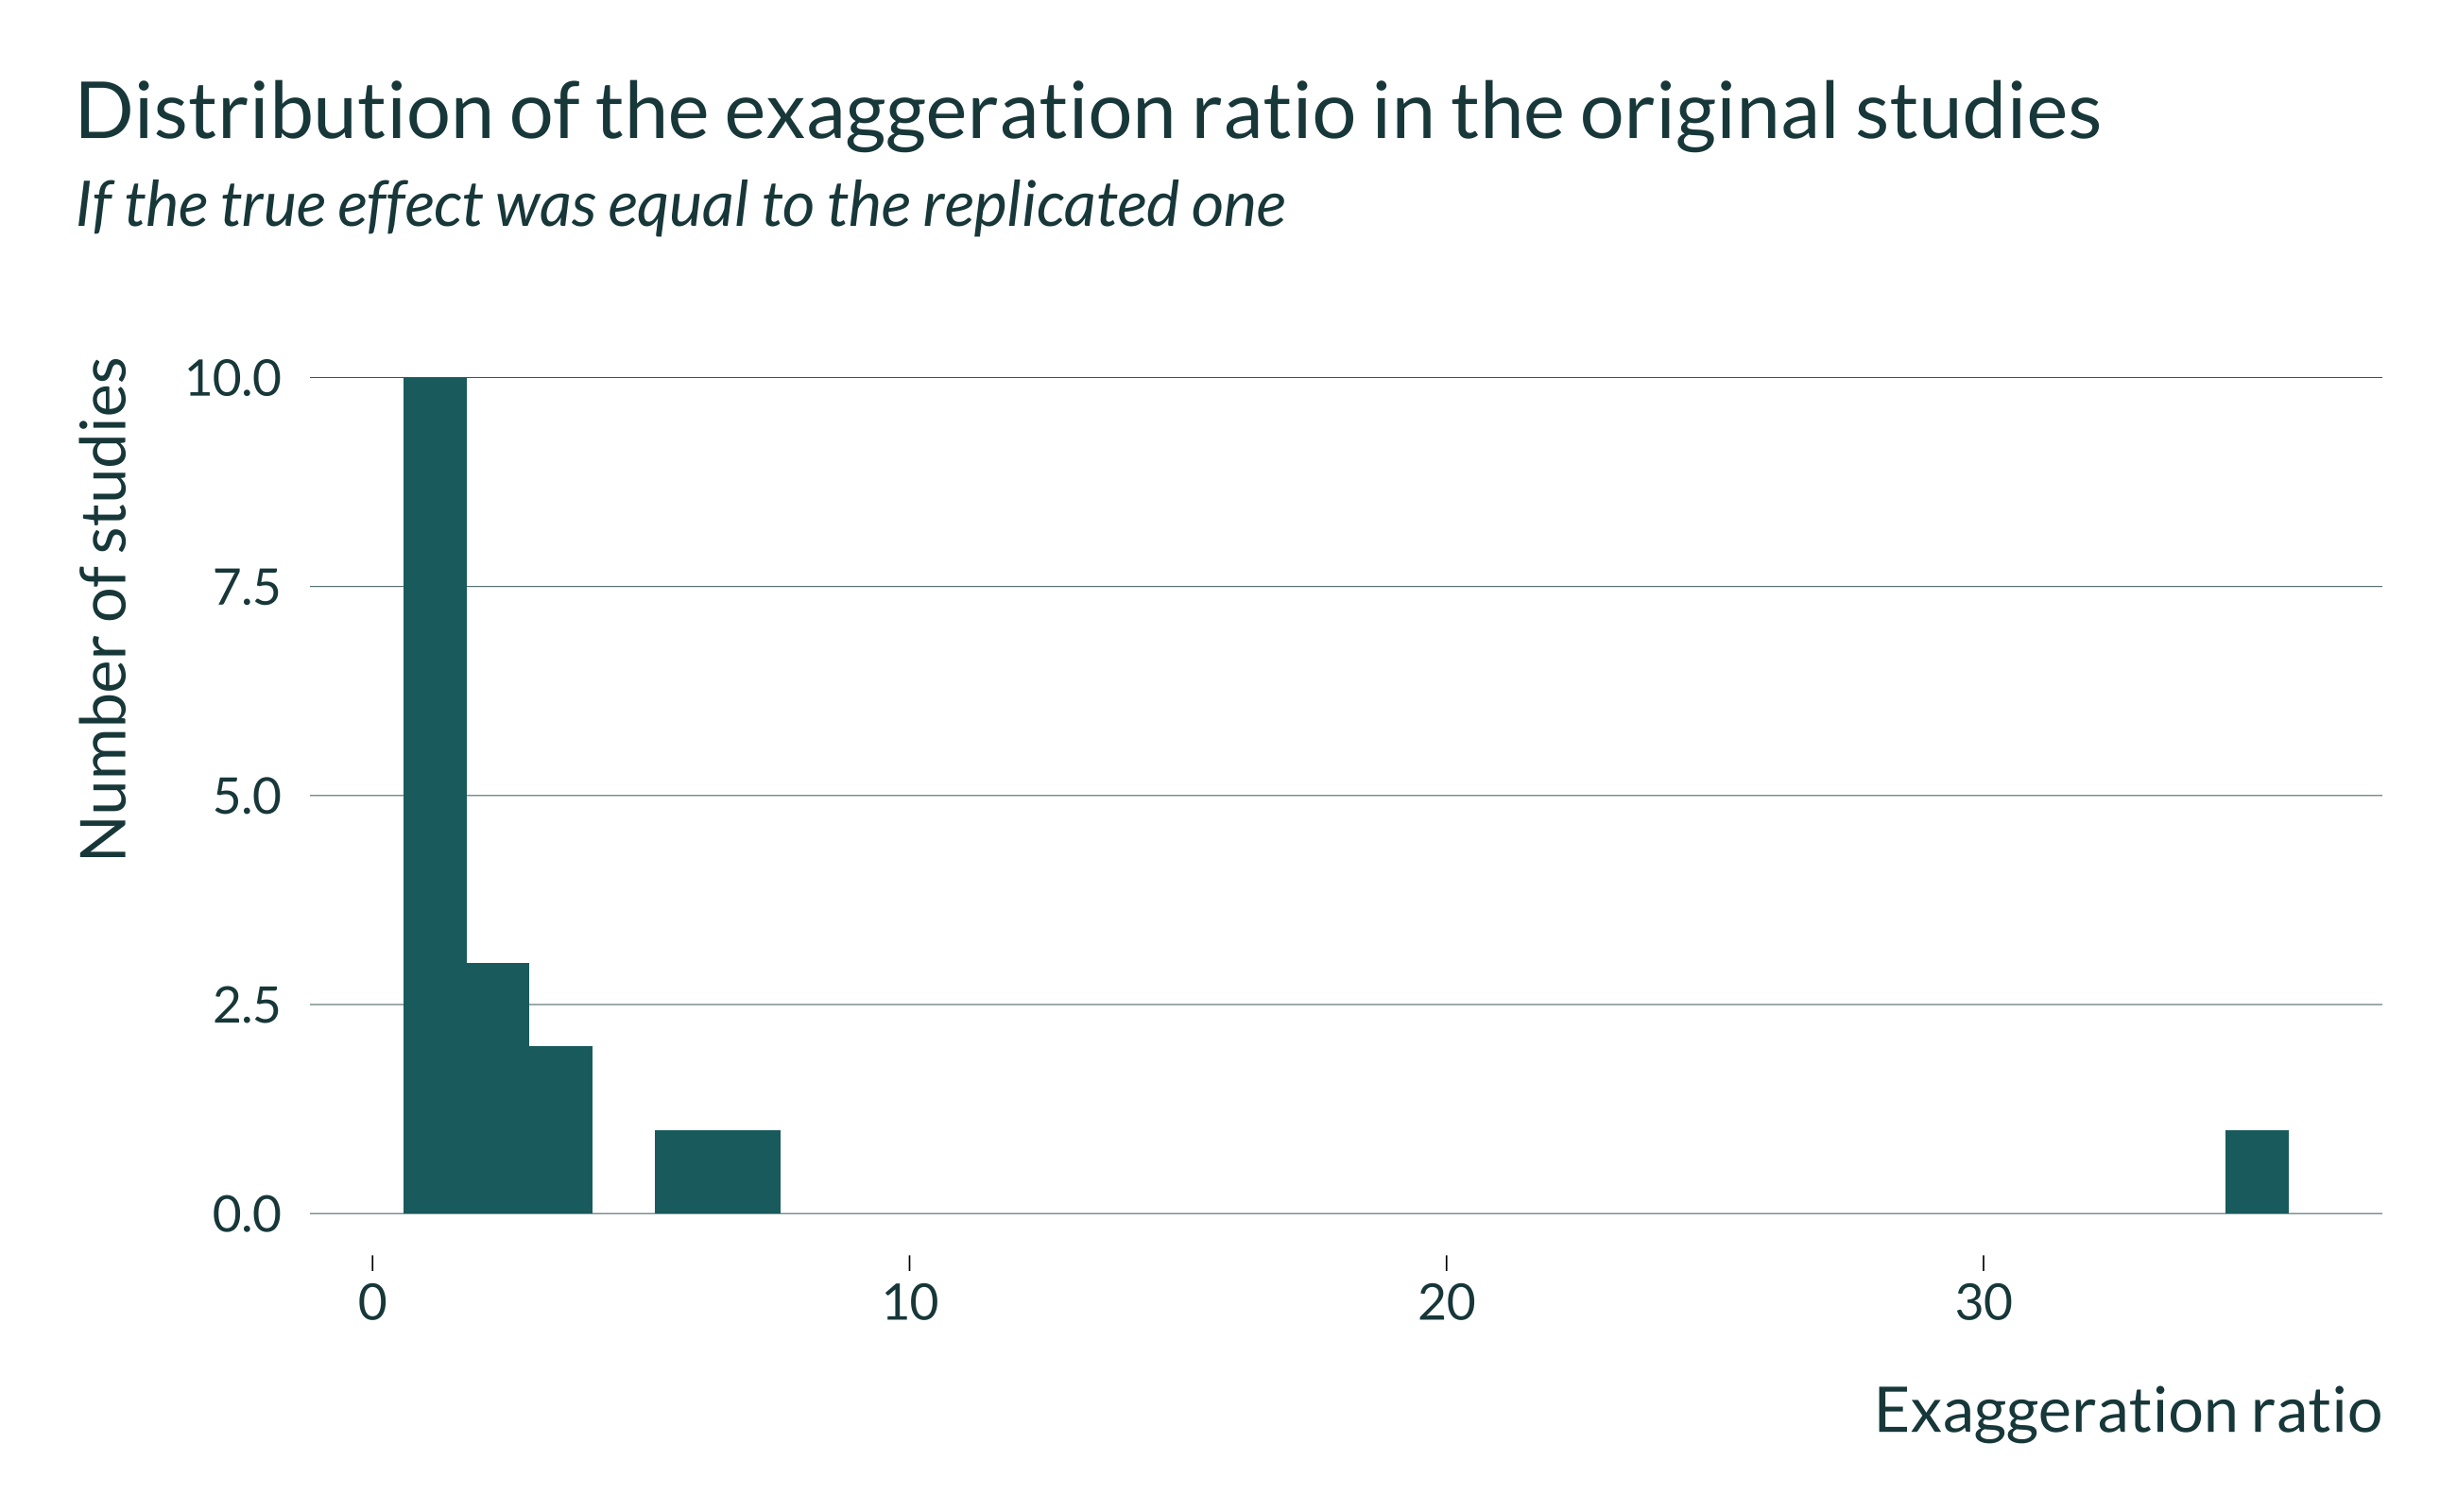 Distribution of the exaggeration ratio in the original studies
If the true effect was equal to the replicated one
Number of studies
10.0
7.5
5.0
2.5
0.0
0
10
20
30
Exaggeration ratio